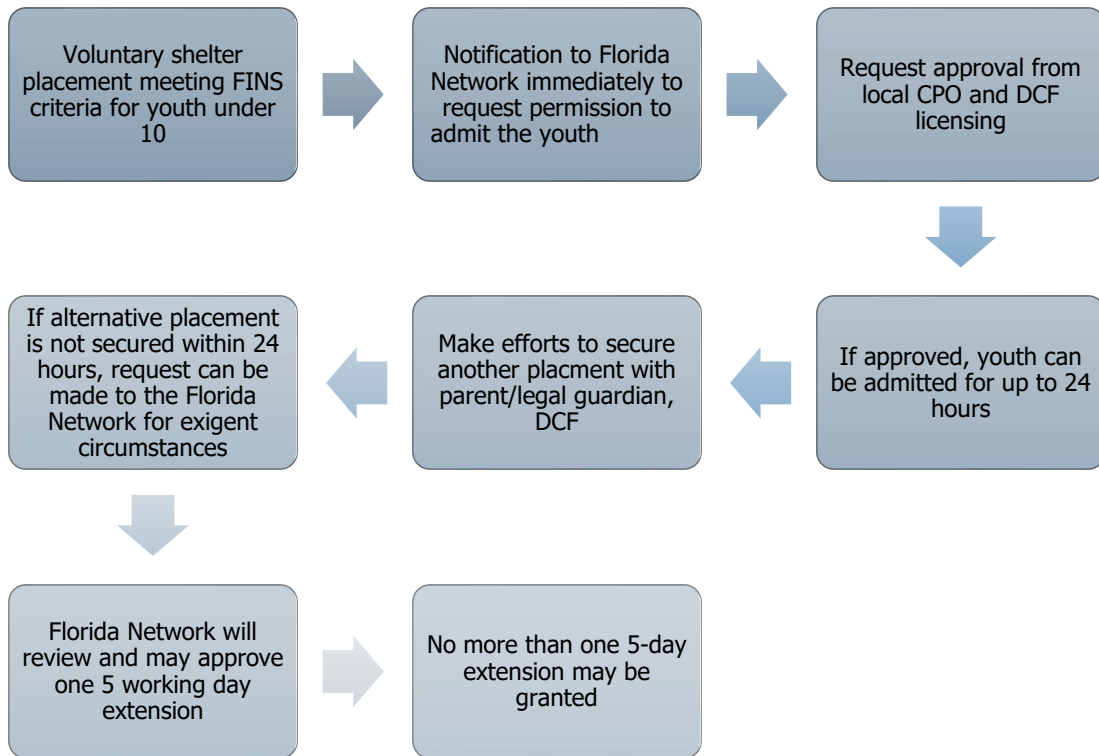 Voluntary shelter
placement meeting FINS
criteria for youth under
10
Notification to Florida
Network immediately to
request permission to
admit the youth
Request approval from
local CPO and DCF
licensing
If approved, youth can
be admitted for up to 24
hours
Make efforts to secure
another placment with
parent/legal guardian,
DCF
If alternative placement
is not secured within 24
hours, request can be
made to the Florida
Network for exigent
circumstances
Florida Network will
review and may approve
one 5 working day
extension
No more than one 5-day
extension may be
granted